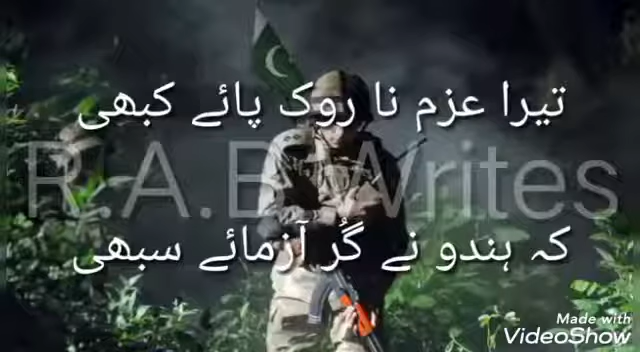 تیرا عزم نا روک پائے کبھی
R.A.B Writes
کہ ہندو نے گُر آزمائے سبھی
Made with
VideoShow